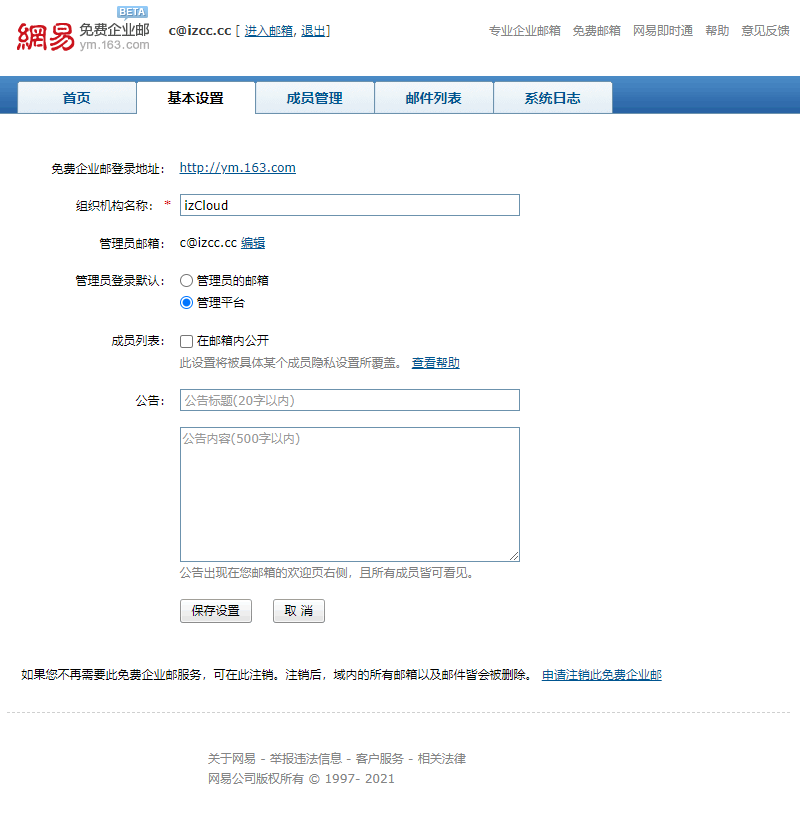 BETA
網易 免费企业邮
ym.163.com
c@izcc.cc [ 进入邮箱, 退出]
专业企业邮箱 免费邮箱 网易即时通 帮助 意见反馈
首页 基本设置 成员管理 邮件列表 系统日志
免费企业邮登录地址： http://ym.163.com
组织机构名称： * izCloud
管理员邮箱： c@izcc.cc 编辑
管理员登录默认： 管理员的邮箱
管理平台
成员列表： 在邮箱内公开
此设置将被具体某个成员隐私设置所覆盖。 查看帮助
公告： 公告标题(20字以内)
公告内容(500字以内)
公告出现在您邮箱的欢迎页右侧，且所有成员皆可看见。
保存设置 取 消
如果您不再需要此免费企业邮服务，可在此注销。注销后，域内的所有邮箱以及邮件皆会被删除。 申请注销此免费企业邮
关于网易 - 举报违法信息 - 客户服务 - 相关法律
网易公司版权所有 © 1997- 2021